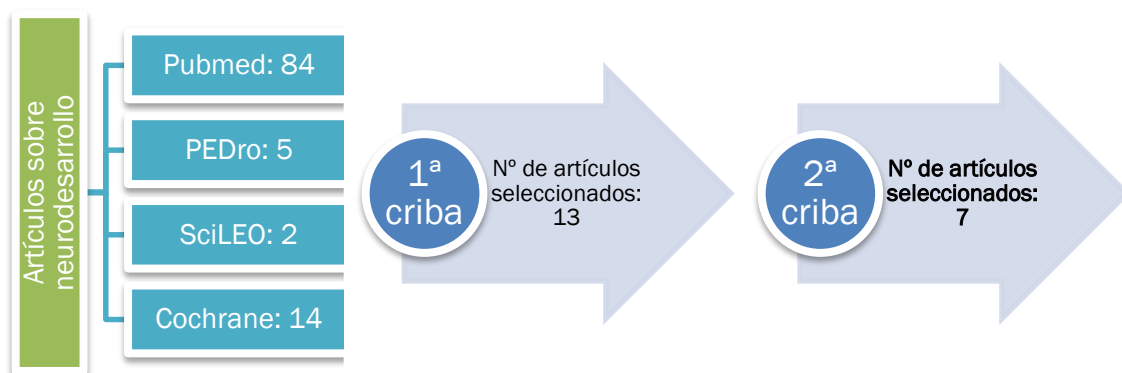 Artículos sobre
neurodesarrollo
Pubmed: 84
PEDro: 5
SciLEO: 2
Cochrane: 14
1ª
criba
Nº de artículos
seleccionados:
13
2ª
criba
Nº de artículos
seleccionados:
7